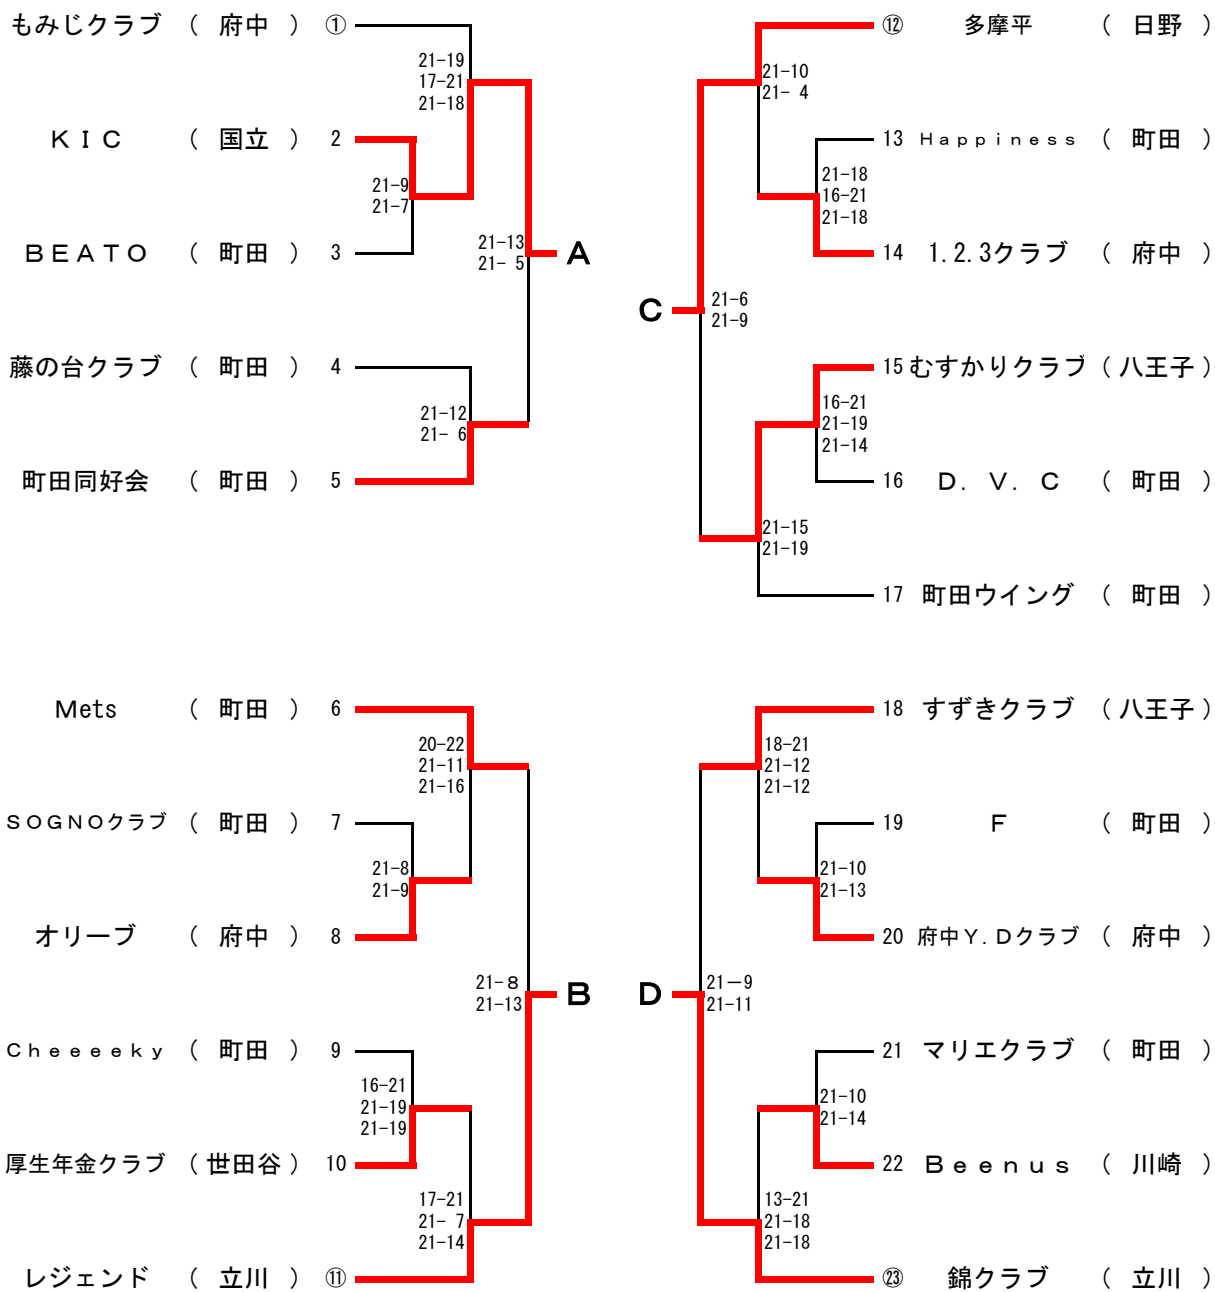 もみじクラブ ( 府中 ) ①
21-19
17-21
21-18
KIC ( 国立 ) 2
21-9
21-7
BEATO ( 町田 ) 3
21-13
21- 5
A
藤の台クラブ ( 町田 ) 4
21-12
21- 6
町田同好会 ( 町田 ) 5
⑫ 多摩平 ( 日野 )
21-10
21- 4
13 Happiness ( 町田 )
21-18
16-21
21-18
14 1.2.3クラブ ( 府中 )
C
21-6
21-9
15 むすかりクラブ ( 八王子 )
16-21
21-19
21-14
16 D. V. C ( 町田 )
21-15
21-19
17 町田ウイング ( 町田 )
Mets ( 町田 ) 6
20-22
21-11
21-16
SOGNOクラブ ( 町田 ) 7
21-8
21-9
オリーブ ( 府中 ) 8
21-8
21-13
B
Cheeeeky ( 町田 ) 9
16-21
21-19
21-19
厚生年金クラブ ( 世田谷 ) 10
17-21
21- 7
21-14
レジェンド ( 立川 ) ⑪
18 すずきクラブ ( 八王子 )
18-21
21-12
21-12
19 F ( 町田 )
21-10
21-13
20 府中Y.Dクラブ ( 府中 )
D
21-9
21-11
21 マリエクラブ ( 町田 )
21-10
21-14
22 Beenus ( 川崎 )
13-21
21-18
21-18
㉓ 錦クラブ ( 立川 )